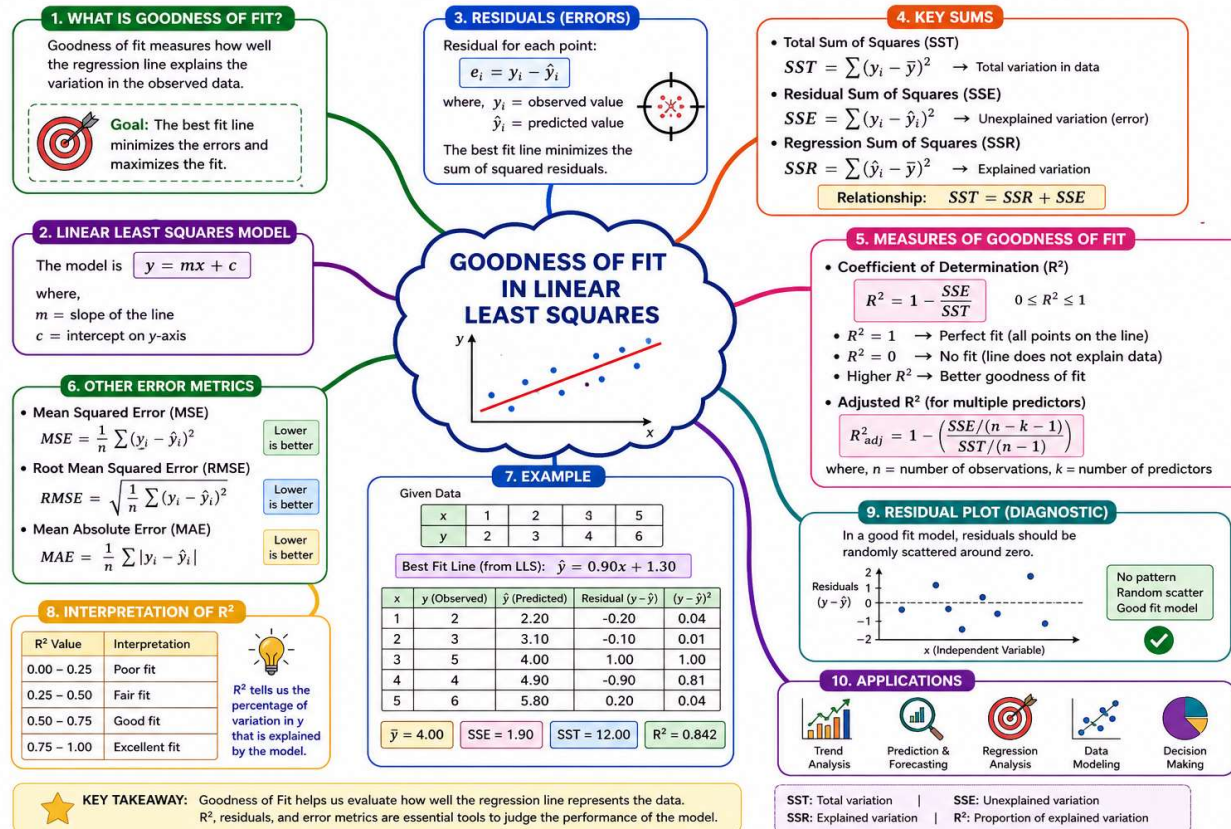 1. WHAT IS GOODNESS OF FIT?
Goodness of fit measures how well
the regression line explains the
variation in the observed data.
Goal: The best fit line
minimizes the errors and
maximizes the fit.
2. LINEAR LEAST SQUARES MODEL
The model is y = mx + c
where,
m = slope of the line
c = intercept on y-axis
3. RESIDUALS (ERRORS)
Residual for each point:
eᵢ = yᵢ − ŷᵢ
where, yᵢ = observed value
ŷᵢ = predicted value
The best fit line minimizes the
sum of squared residuals.
4. KEY SUMS
• Total Sum of Squares (SST)
SST = ∑(yᵢ − ȳ)² → Total variation in data
• Residual Sum of Squares (SSE)
SSE = ∑(yᵢ − ŷᵢ)² → Unexplained variation (error)
• Regression Sum of Squares (SSR)
SSR = ∑(ŷᵢ − ȳ)² → Explained variation
Relationship: SST = SSR + SSE
GOODNESS OF FIT
IN LINEAR
LEAST SQUARES
y
x
5. MEASURES OF GOODNESS OF FIT
• Coefficient of Determination (R²)
R² = 1 − SSE/SST 0 ≤ R² ≤ 1
• R² = 1 → Perfect fit (all points on the line)
• R² = 0 → No fit (line does not explain data)
• Higher R² → Better goodness of fit
• Adjusted R² (for multiple predictors)
R²adj = 1 − (SSE/(n − k − 1) / SST/(n − 1))
where, n = number of observations, k = number of predictors
6. OTHER ERROR METRICS
• Mean Squared Error (MSE)
MSE = 1/n ∑(yᵢ − ŷᵢ)²
Lower
is better
• Root Mean Squared Error (RMSE)
RMSE = √(1/n ∑(yᵢ − ŷᵢ)²)
Lower
is better
• Mean Absolute Error (MAE)
MAE = 1/n ∑|yᵢ − ŷᵢ|
Lower
is better
7. EXAMPLE
Given Data
x 1 2 3 5
y 2 3 4 6
Best Fit Line (from LLS): ŷ = 0.90x + 1.30
x y (Observed) ŷ (Predicted) Residual (y − ŷ) (y − ŷ)²
1 2 2.20 -0.20 0.04
2 3 3.10 -0.10 0.01
3 5 4.00 1.00 1.00
4 4 4.90 -0.90 0.81
5 6 5.80 0.20 0.04
ȳ = 4.00 SSE = 1.90 SST = 12.00 R² = 0.842
8. INTERPRETATION OF R²
R² Value Interpretation
0.00 – 0.25 Poor fit
0.25 – 0.50 Fair fit
0.50 – 0.75 Good fit
0.75 – 1.00 Excellent fit
R² tells us the
percentage of
variation in y
that is explained
by the model.
9. RESIDUAL PLOT (DIAGNOSTIC)
In a good fit model, residuals should be
randomly scattered around zero.
Residuals
(y − ŷ)
2
1
0
−1
−2
x (Independent Variable)
No pattern
Random scatter
Good fit model
10. APPLICATIONS
Trend
Analysis
Prediction &
Forecasting
Regression
Analysis
Data
Modeling
Decision
Making
KEY TAKEAWAY: Goodness of Fit helps us evaluate how well the regression line represents the data.
R², residuals, and error metrics are essential tools to judge the performance of the model.
SST: Total variation | SSE: Unexplained variation
SSR: Explained variation | R²: Proportion of explained variation